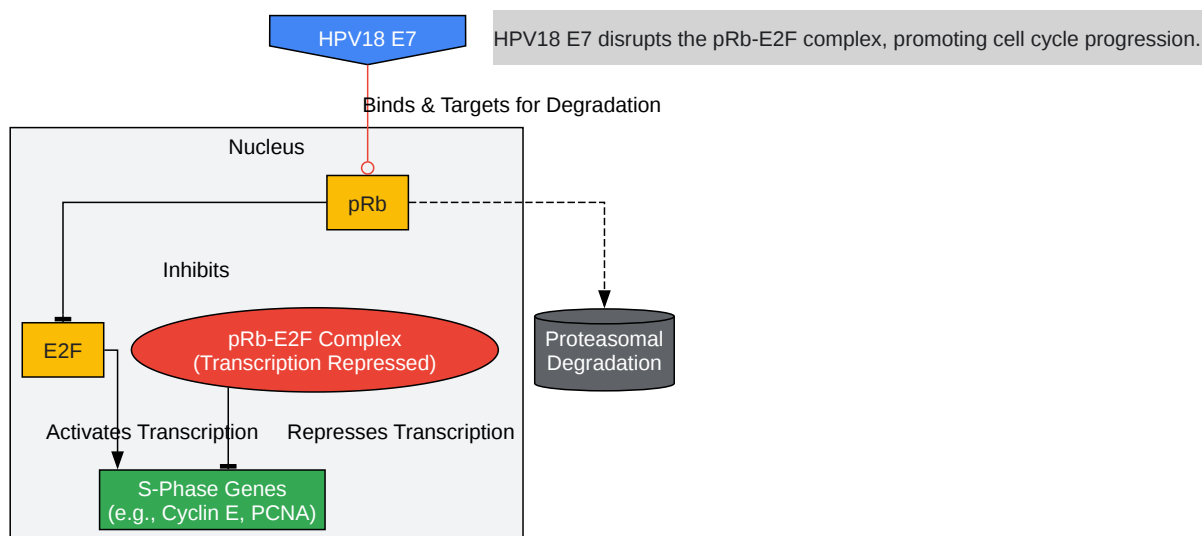 HPV18 E7
HPV18 E7 disrupts the pRb-E2F complex, promoting cell cycle progression.
Binds & Targets for Degradation
Nucleus
pRb
Inhibits
E2F
pRb-E2F Complex
(Transcription Repressed)
Proteasomal
Degradation
Activates Transcription
Represses Transcription
S-Phase Genes
(e.g., Cyclin E, PCNA)